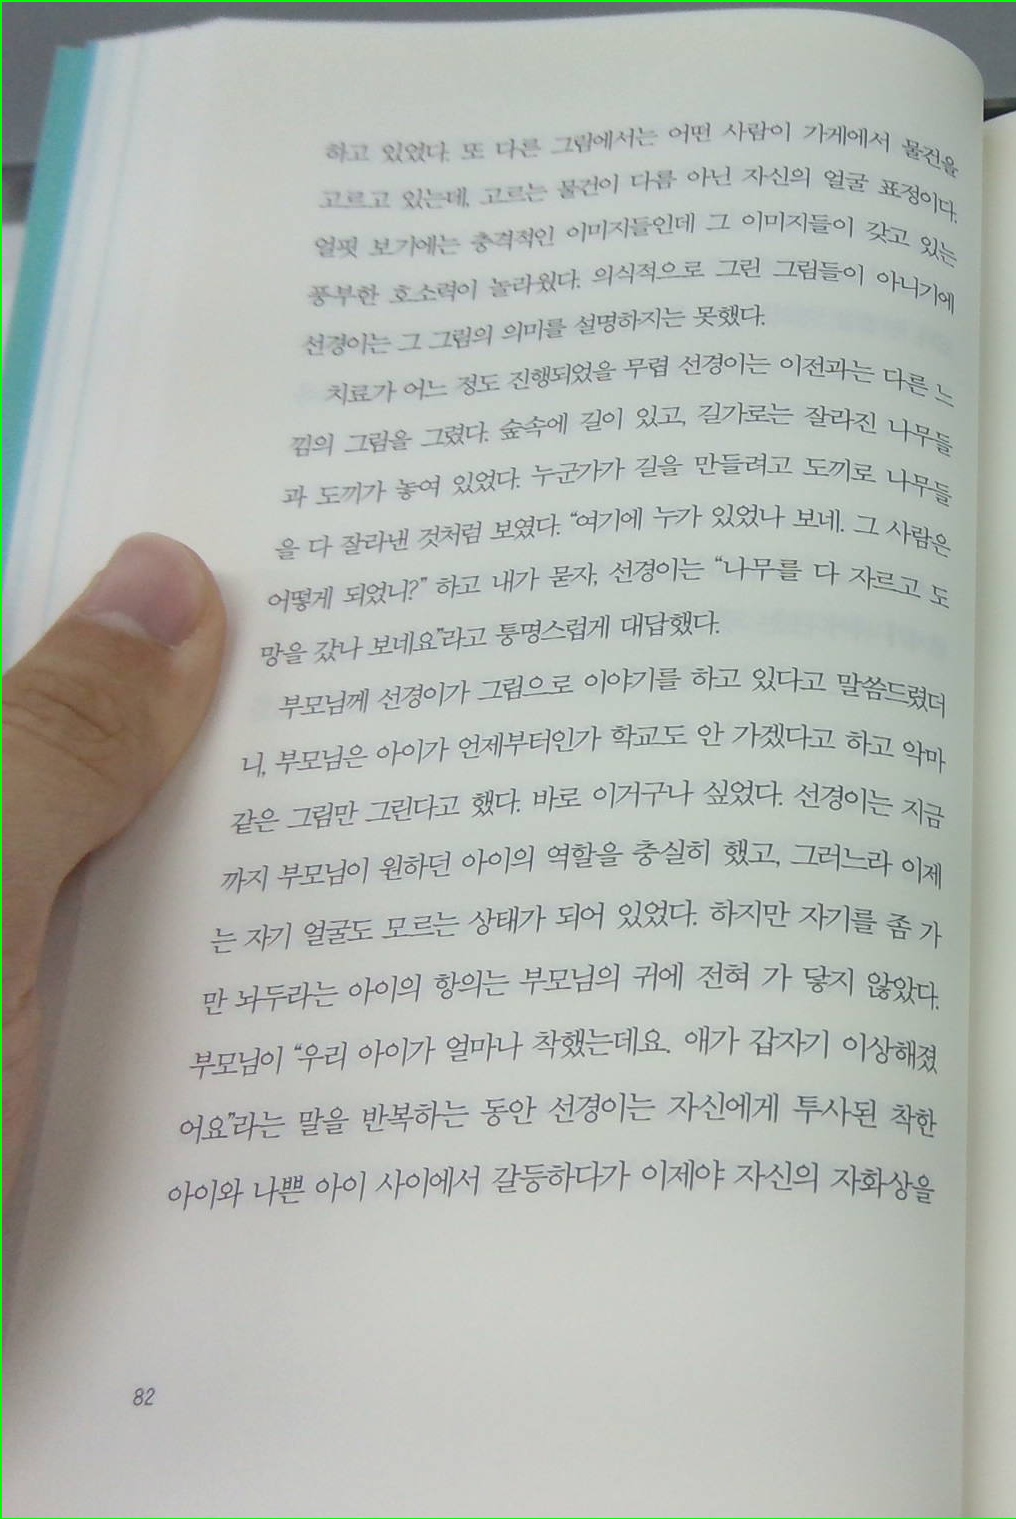 하고 있었다. 또 다른 그림에서는 어떤 사람이 가게에서 물건을
고르고 있는데, 고르는 물건이 다름 아닌 자신의 얼굴 표정이다.
얼핏 보기에는 충격적인 이미지들인데 그 이미지들이 갖고 있는
풍부한 호소력이 놀라웠다. 의식적으로 그린 그림들이 아니기에
선경이는 그 그림의 의미를 설명하지는 못했다.
치료가 어느 정도 진행되었을 무렵 선경이는 이전과는 다른 느
낌의 그림을 그렸다. 숲속에 길이 있고, 길가로는 잘라진 나무들
과 도끼가 놓여 있었다. 누군가가 길을 만들려고 도끼로 나무들
을 다 잘라낸 것처럼 보였다. “여기에 누가 있었나 보네. 그 사람은
어떻게 되었니?” 하고 내가 묻자, 선경이는 “나무를 다 자르고 도
망을 갔나 보네요”라고 퉁명스럽게 대답했다.
부모님께 선경이가 그림으로 이야기를 하고 있다고 말씀드렸더
니, 부모님은 아이가 언제부터인가 학교도 안 가겠다고 하고 악마
같은 그림만 그린다고 했다. 바로 이거구나 싶었다. 선경이는 지금
까지 부모님이 원하던 아이의 역할을 충실히 했고, 그러느라 이제
는 자기 얼굴도 모르는 상태가 되어 있었다. 하지만 자기를 좀 가
만 놔두라는 아이의 항의는 부모님의 귀에 전혀 가 닿지 않았다.
부모님이 “우리 아이가 얼마나 착했는데요. 애가 갑자기 이상해졌
어요”라는 말을 반복하는 동안 선경이는 자신에게 투사된 착한
아이와 나쁜 아이 사이에서 갈등하다가 이제야 자신의 자화상을
82